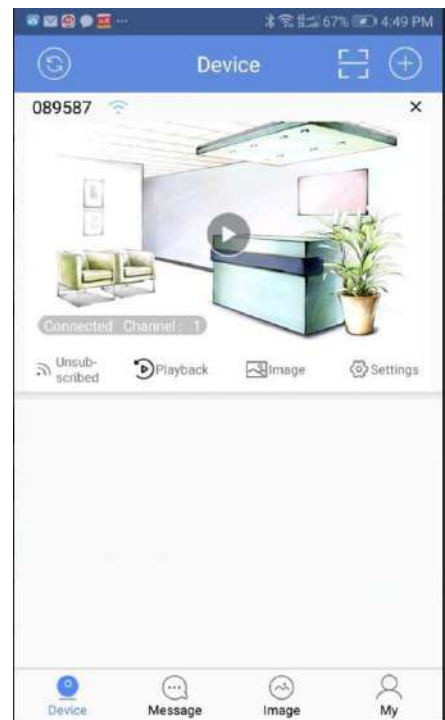 67% 4:49 PM
Device
089587
Connected Channel: 1
Unsub-
scribed
Playback
Image
Settings
Device
Message
Image
My